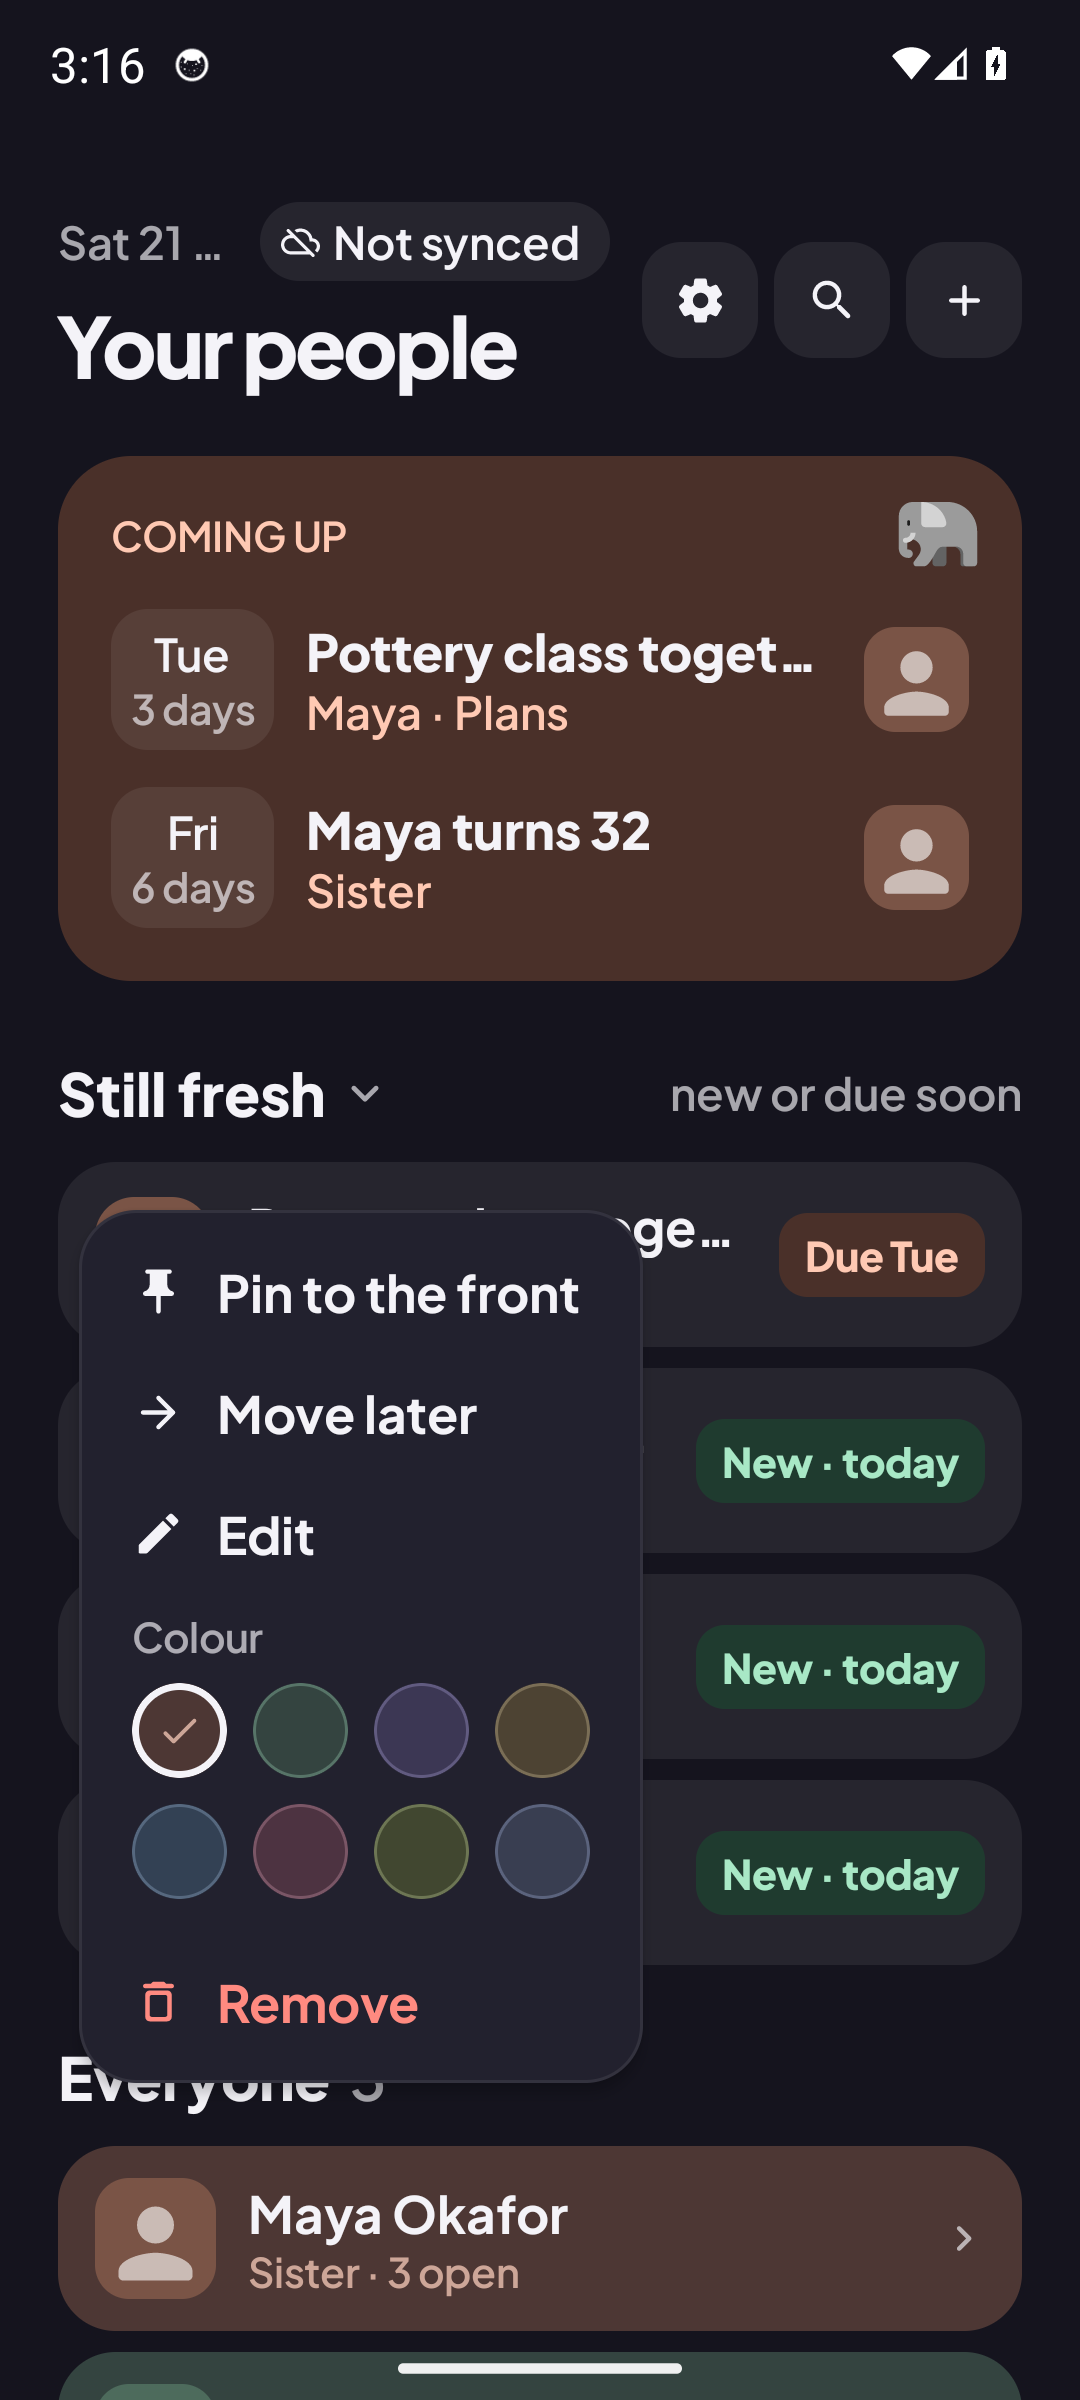 3:16
Sat 21 ...
Not synced
Your people
COMING UP
Tue
3 days
Pottery class toget...
Maya · Plans
Fri
6 days
Maya turns 32
Sister
Still fresh
new or due soon
Due Tue
Pin to the front
Move later
New · today
Edit
Colour
New · today
New · today
Remove
Everyone
Maya Okafor
Sister · 3 open